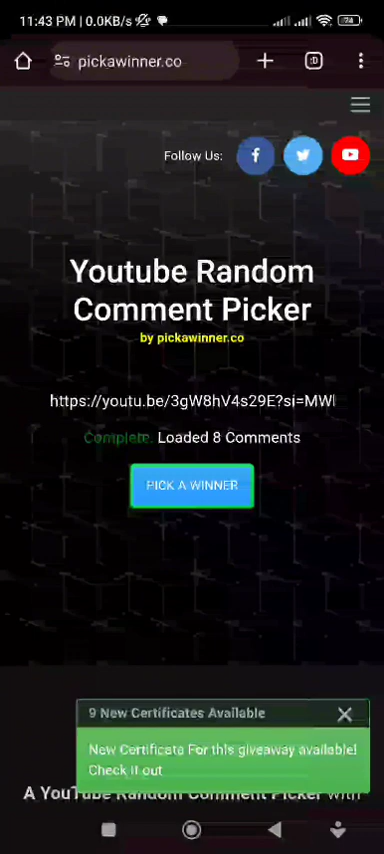 11:43 PM | 0.0KB/s
74
pickawinner.co
:D
Follow Us:
Youtube Random
Comment Picker
by pickawinner.co
https://youtu.be/3gW8hV4s29E?si=MWl
Complete. Loaded 8 Comments
PICK A WINNER
9 New Certificates Available
New Certificate For this giveaway available!
Check it out
A YouTube Random Comment Picker with